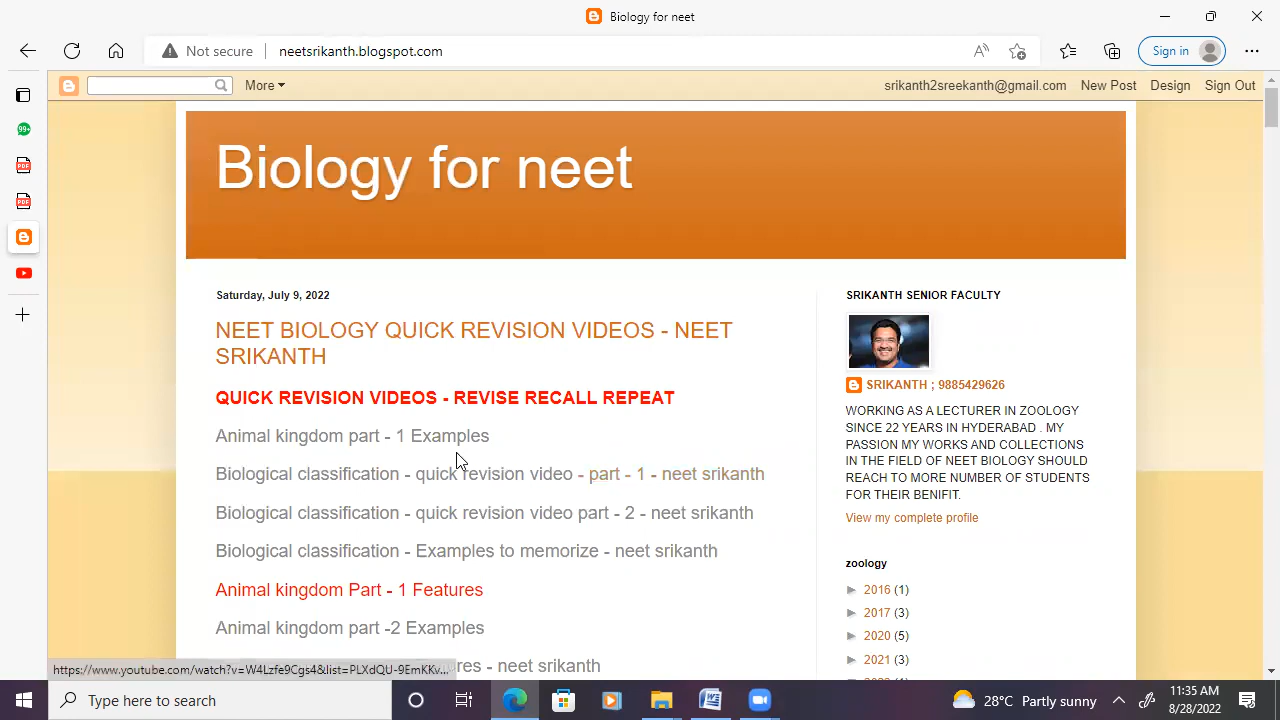 Biology for neet
Not secure
neetsrikanth.blogspot.com
Sign in
More
srikanth2sreekanth@gmail.com
New Post
Design
Sign Out
99+
PDF
PDF
Biology for neet
Saturday, July 9, 2022
NEET BIOLOGY QUICK REVISION VIDEOS - NEET
SRIKANTH
QUICK REVISION VIDEOS - REVISE RECALL REPEAT
Animal kingdom part - 1 Examples
Biological classification - quick revision video - part - 1 - neet srikanth
Biological classification - quick revision video part - 2 - neet srikanth
Biological classification - Examples to memorize - neet srikanth
Animal kingdom Part - 1 Features
Animal kingdom part -2 Examples
res - neet srikanth
SRIKANTH SENIOR FACULTY
SRIKANTH ; 9885429626
WORKING AS A LECTURER IN ZOOLOGY
SINCE 22 YEARS IN HYDERABAD . MY
PASSION MY WORKS AND COLLECTIONS
IN THE FIELD OF NEET BIOLOGY SHOULD
REACH TO MORE NUMBER OF STUDENTS
FOR THEIR BENIFIT.
View my complete profile
zoology
► 2016 (1)
► 2017 (3)
► 2020 (5)
► 2021 (3)
https://www.youtube.com/watch?v=W4Lzfe9Cgs4&list=PLXdQU-9EmKKv...
Type here to search
28°C Partly sunny
11:35 AM
8/28/2022